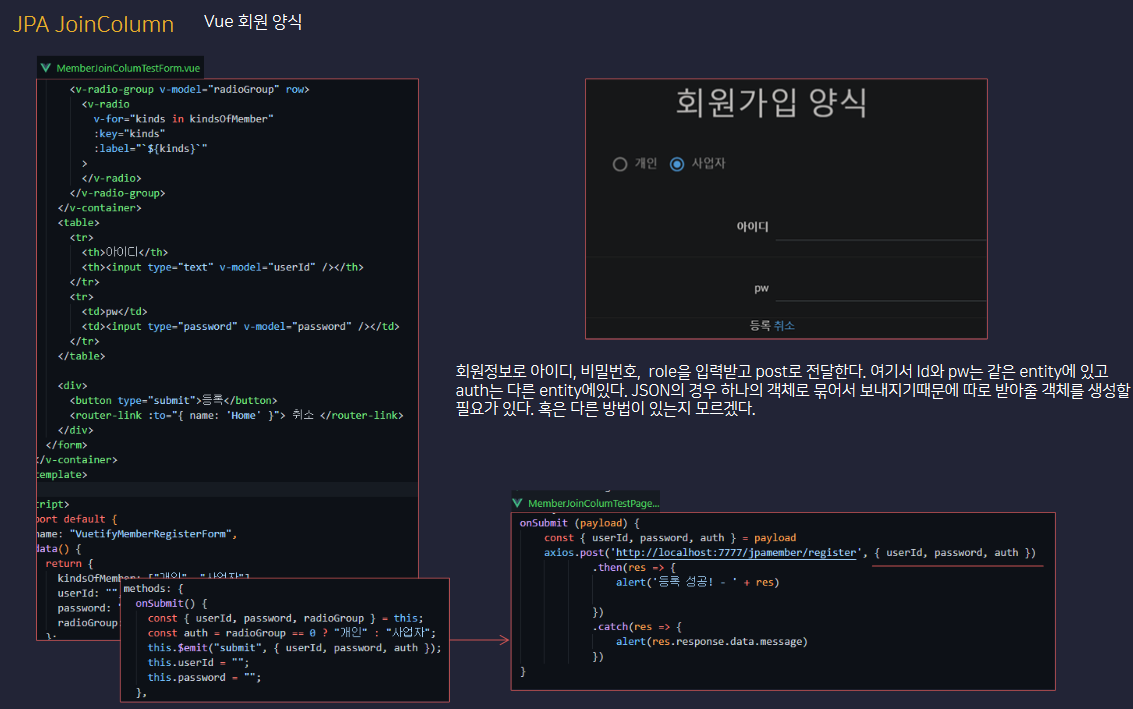 JPA JoinColumn
Vue 회원 양식
MemberJoinColumTestForm.vue
<v-radio-group v-model="radioGroup" row>
<v-radio
v-for="kinds in kindsOfMember"
:key="kinds"
:label="`${kinds}`"
>
</v-radio>
</v-radio-group>
</v-container>
<table>
<tr>
<th>아이디</th>
<th><input type="text" v-model="userId" /></th>
</tr>
<tr>
<td>pw</td>
<td><input type="password" v-model="password" /></td>
</tr>
</table>
<div>
<button type="submit">등록</button>
<router-link :to="{ name: 'Home' }"> 취소 </router-link>
</div>
</form>
/v-container>
template>
ript>
ort default {
name: "VuetifyMemberRegisterForm",
data() {
return {
kindsOfMember: ["개인", "사업자"]
userId: ""
password:
radioGroup
};
methods: {
onSubmit() {
const { userId, password, radioGroup } = this;
const auth = radioGroup == 0 ? "개인" : "사업자";
this.$emit("submit", { userId, password, auth });
this.userId = "";
this.password = "";
},
회원가입 양식
개인 사업자
아이디
pw
등록 취소
회원정보로 아이디, 비밀번호, role을 입력받고 post로 전달한다. 여기서 Id와 pw는 같은 entity에 있고
auth는 다른 entity에있다. JSON의 경우 하나의 객체로 묶어서 보내지기때문에 따로 받아줄 객체를 생성할
필요가 있다. 혹은 다른 방법이 있는지 모르겠다.
MemberJoinColumTestPage...
onSubmit (payload) {
const { userId, password, auth } = payload
axios.post('http://localhost:7777/jpamember/register', { userId, password, auth })
.then(res => {
alert('등록 성공! - ' + res)
})
.catch(res => {
alert(res.response.data.message)
})
}